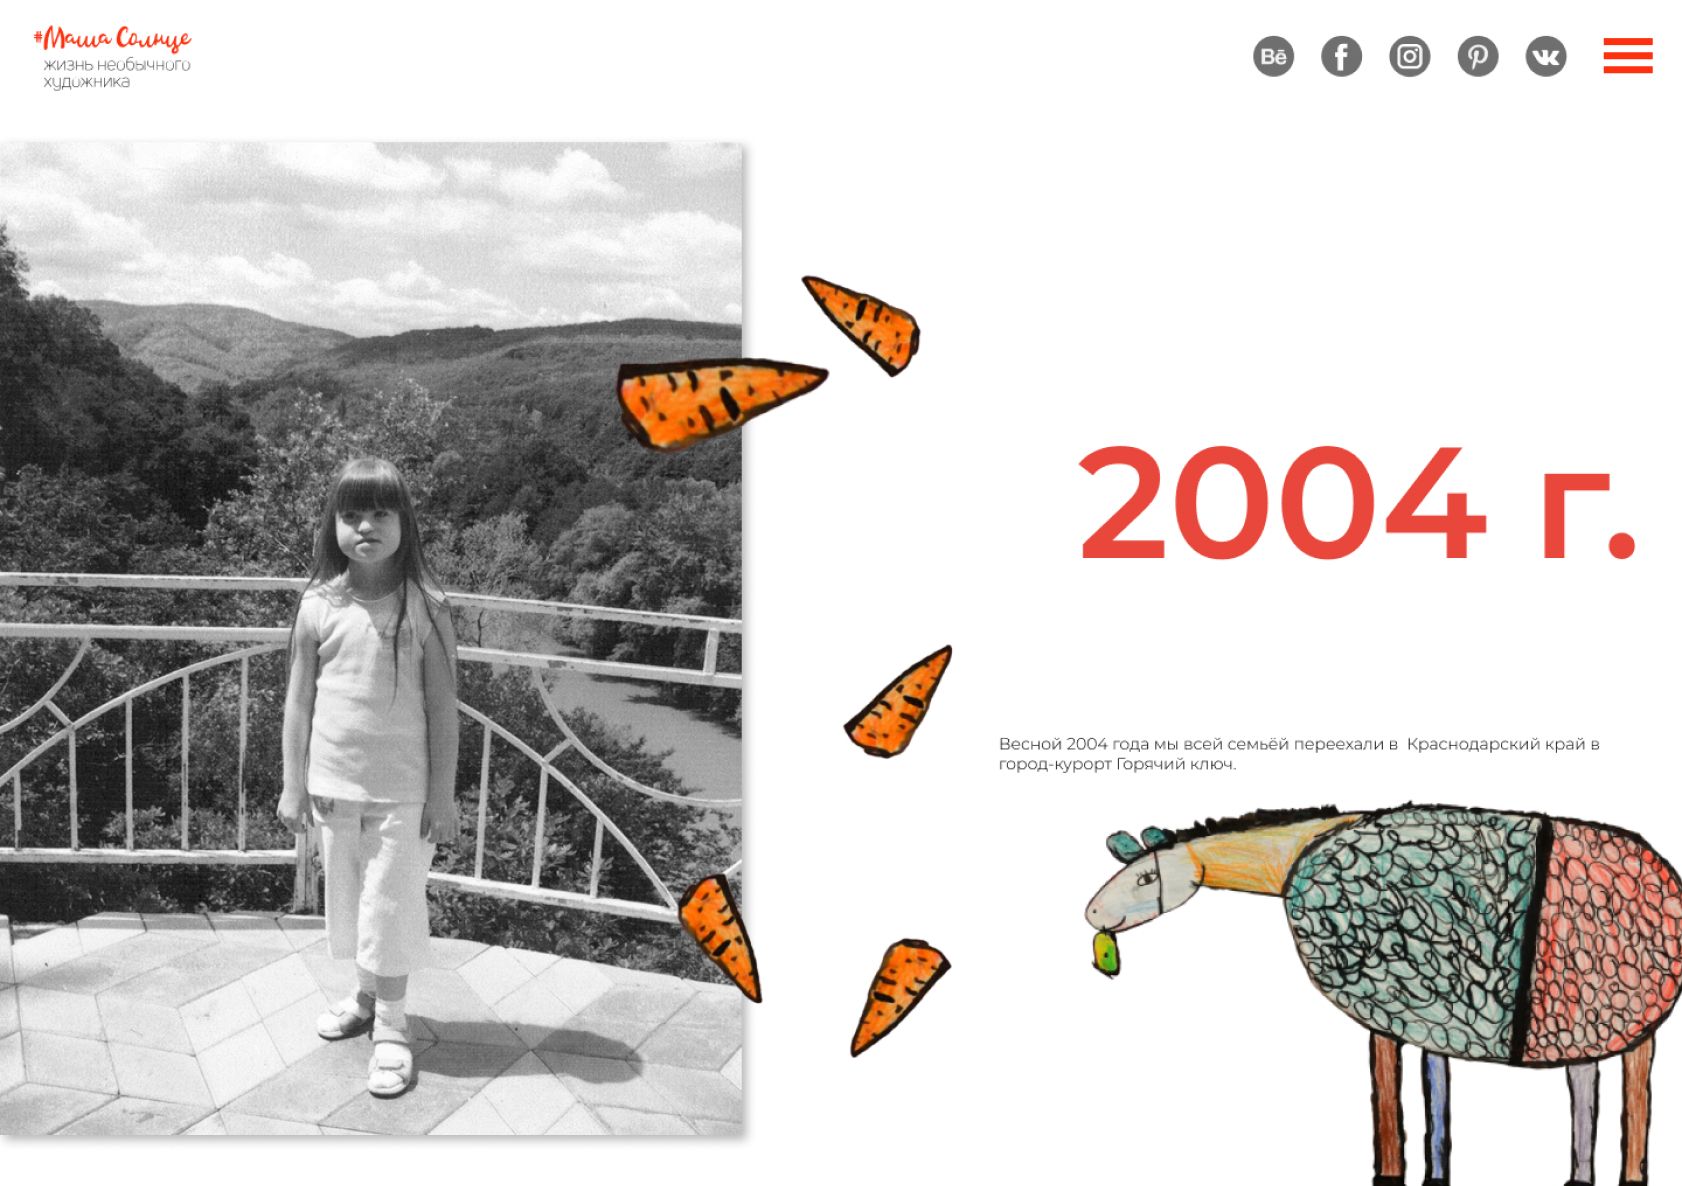 #Маша Солнце
жизнь необычного
художника
Bē
2004 г.
Весной 2004 года мы всей семьёй переехали в  Краснодарский край в
город-курорт Горячий ключ.